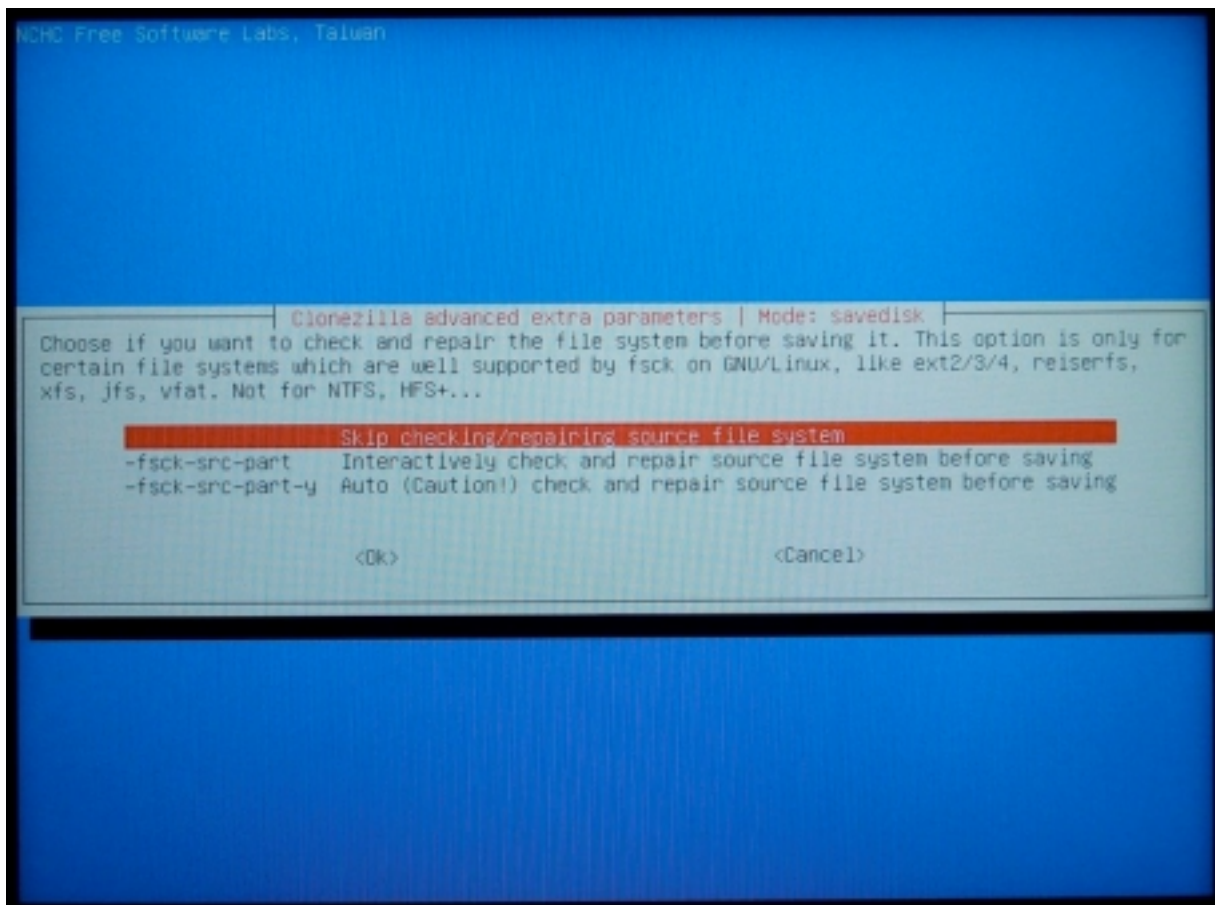 NCHC Free Software Labs, Taiwan
Clonezilla advanced extra parameters | Mode: savedisk
Choose if you want to check and repair the file system before saving it. This option is only for
certain file systems which are well supported by fsck on GNU/Linux, like ext2/3/4, reiserfs,
xfs, jfs, vfat. Not for NTFS, HFS+...
Skip checking/repairing source file system
-fsck-src-part Interactively check and repair source file system before saving
-fsck-src-part-y Auto (Caution!) check and repair source file system before saving
<Ok> <Cancel>